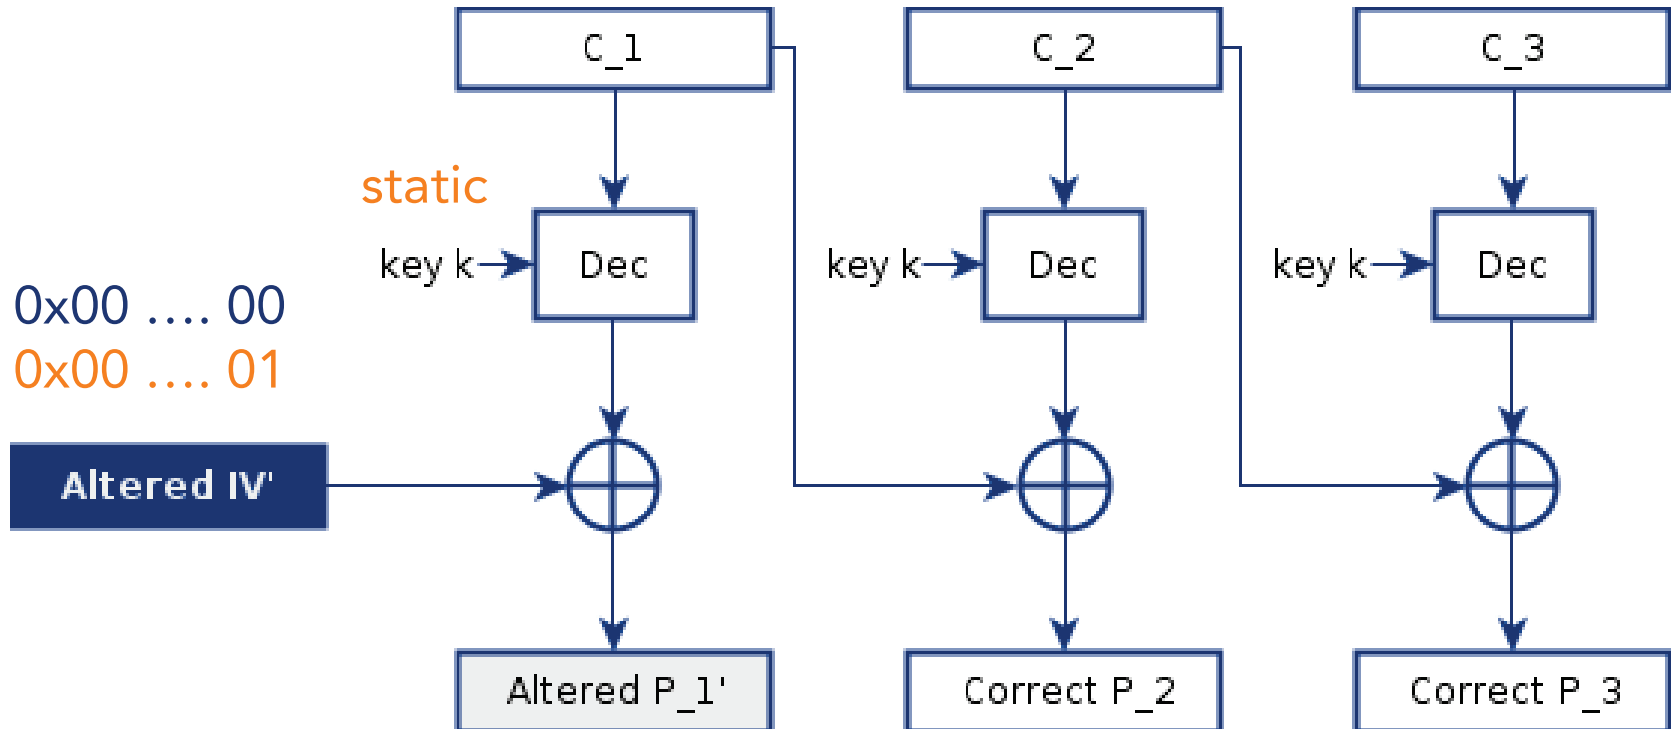 C_1
C_2
C_3
static
key k
Dec
key k
Dec
key k
Dec
0x00 .... 00
0x00 .... 01
Altered IV'
Altered P_1'
Correct P_2
Correct P_3